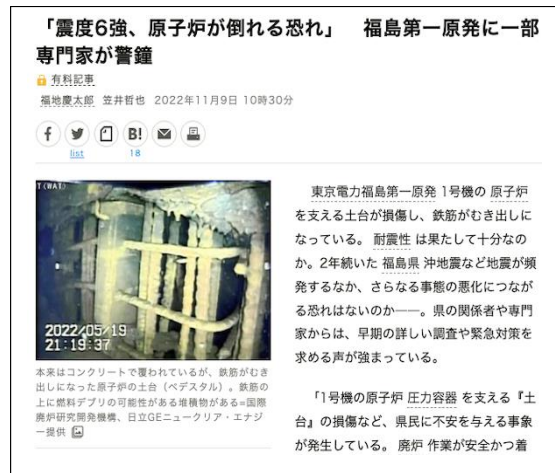 「震度6強、原子炉が倒れる恐れ」　福島第一原発に一部
専門家が警鐘
有料記事
福地慶太郎　笠井哲也　2022年11月9日 10時30分
list
18
T(WAT)
2022/05/19
21:19:37
本来はコンクリートで覆われているが、鉄筋がむき
出しになった原子炉の土台（ペデスタル）。鉄筋の
上に燃料デブリの可能性がある堆積物がある=国際
廃炉研究開発機構、日立GEニュークリア・エナジ
ー提供
東京電力福島第一原発 1号機の 原子炉
を支える土台が損傷し、鉄筋がむき出しに
なっている。 耐震性 は果たして十分なの
か。2年続いた 福島県 沖地震など地震が頻
発するなか、さらなる事態の悪化につなが
る恐れはないのか――。県の関係者や専門
家からは、早期の詳しい調査や緊急対策を
求める声が強まっている。
「1号機の原子炉 圧力容器 を支える『土
台』の損傷など、県民に不安を与える事象
が発生している。 廃炉 作業が安全かつ着